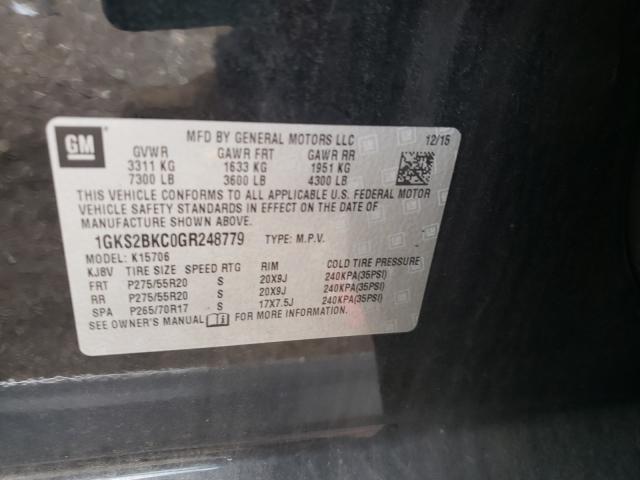 GM
MFD BY GENERAL MOTORS LLC 12/15
GVWR GAWR FRT GAWR RR
3311 KG 1633 KG 1951 KG
7300 LB 3600 LB 4300 LB
THIS VEHICLE CONFORMS TO ALL APPLICABLE U.S. FEDERAL MOTOR
VEHICLE SAFETY STANDARDS IN EFFECT ON THE DATE OF
MANUFACTURE SHOWN ABOVE.
1GKS2BKC0GR248779 TYPE: M.P.V.
MODEL: K15706
KJ8V TIRE SIZE SPEED RTG RIM COLD TIRE PRESSURE
FRT P275/55R20 S 20X9J 240KPA(35PSI)
RR P275/55R20 S 20X9J 240KPA(35PSI)
SPA P265/70R17 S 17X7.5J 240KPA(35PSI)
SEE OWNER'S MANUAL FOR MORE INFORMATION.